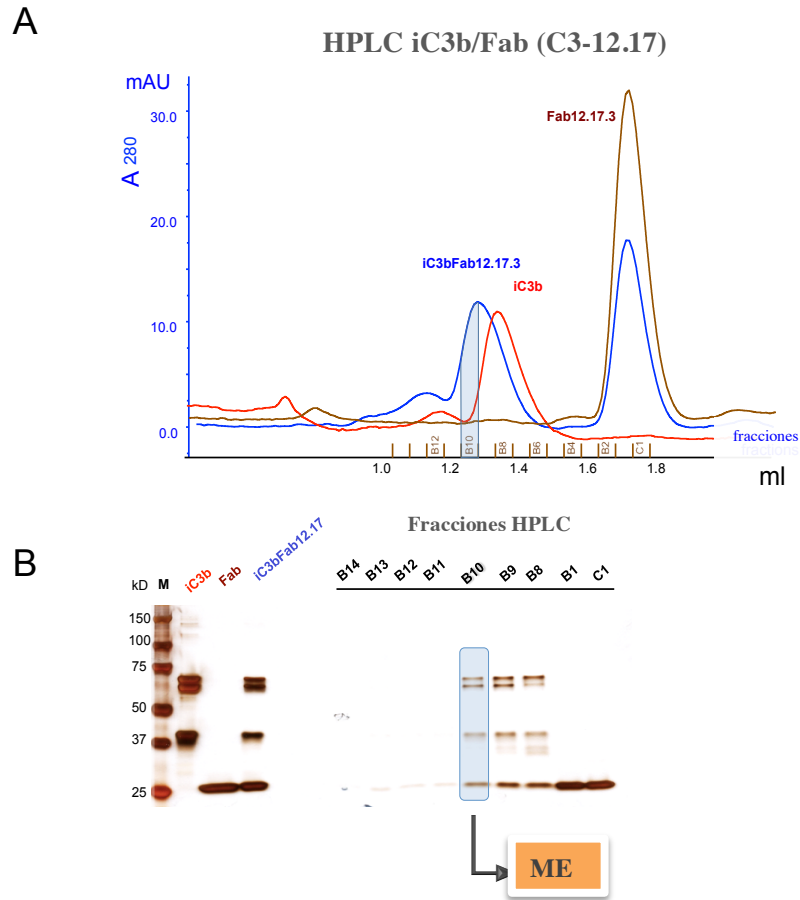 A
HPLC iC3b/Fab (C3-12.17)
mAU
A 280
30.0
20.0
10.0
0.0
Fab12.17.3
iC3bFab12.17.3
iC3b
B12
B10
B8
B6
B4
B2
C1
fracciones
fractions
1.0
1.2
1.4
1.6
1.8
ml
Fracciones HPLC
B
kD
M
iC3b
Fab
iC3bFab12.17
B14
B13
B12
B11
B10
B9
B8
B1
C1
150
100
75
50
37
25
ME